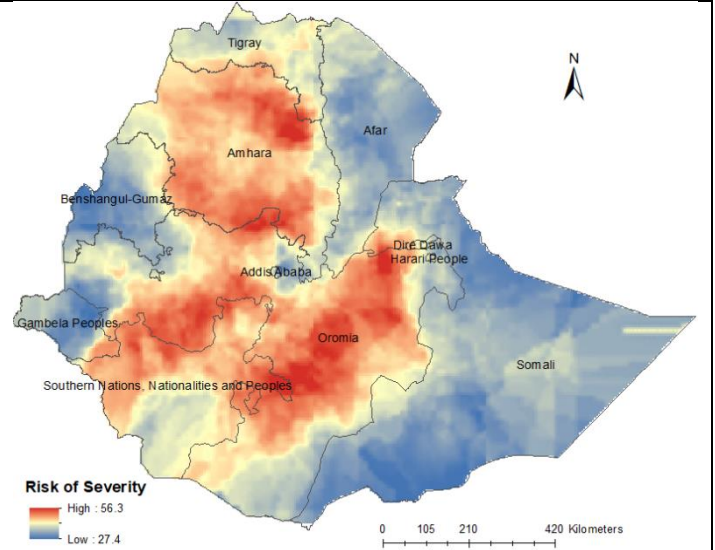 Tigray
N
Afar
Amhara
Benshangul-Gumaz
Dire Dawa
Harari People
Addis Ababa
Gambela Peoples
Oromia
Somali
Southern Nations, Nationalities and Peoples
Risk of Severity
High : 56.3
Low : 27.4
0 105 210 420 Kilometers